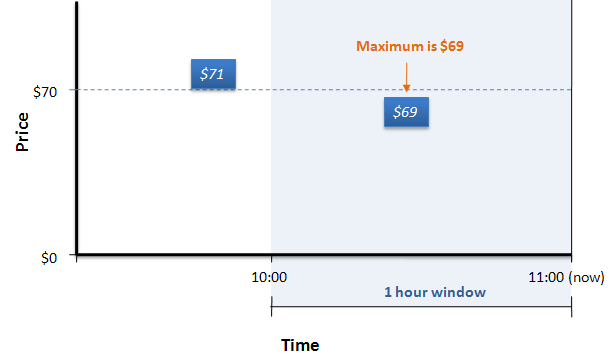 Maximum is $69
$71
$70
$69
Price
$0
10:00
11:00 (now)
1 hour window
Time